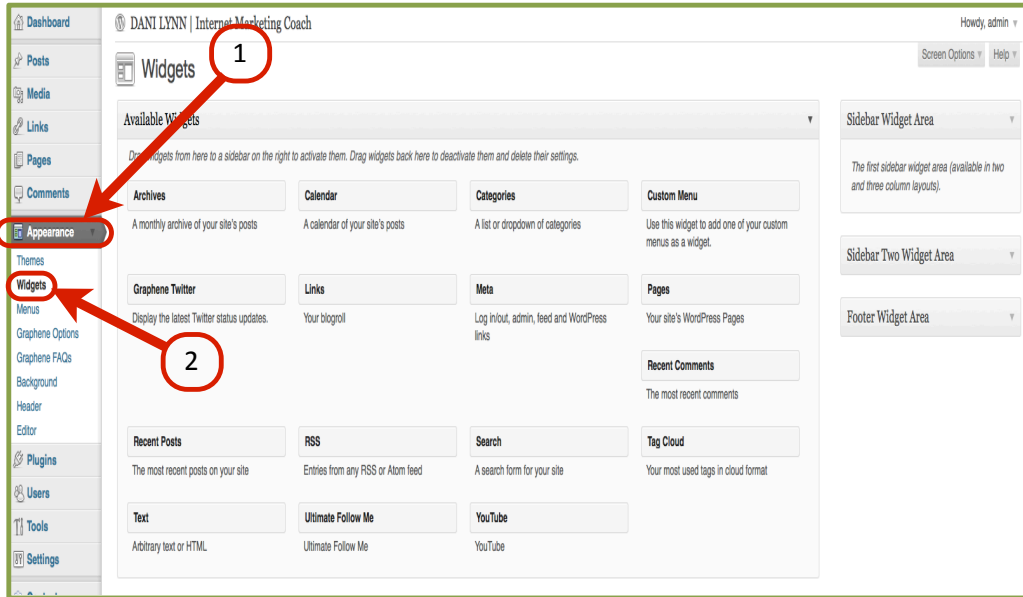 Dashboard
Posts
Media
Links
Pages
Comments
Appearance
Themes
Widgets
Menus
Graphene Options
Graphene FAQs
Background
Header
Editor
Plugins
Users
Tools
Settings
DANI LYNN | Internet Marketing Coach
Howdy, admin
Screen Options
Help
1
2
Widgets
Available Widgets
Drag widgets from here to a sidebar on the right to activate them. Drag widgets back here to deactivate them and delete their settings.
Archives
A monthly archive of your site's posts
Calendar
A calendar of your site's posts
Categories
A list or dropdown of categories
Custom Menu
Use this widget to add one of your custom
menus as a widget.
Graphene Twitter
Display the latest Twitter status updates.
Links
Your blogroll
Meta
Log in/out, admin, feed and WordPress
links
Pages
Your site's WordPress Pages
Recent Comments
The most recent comments
Recent Posts
The most recent posts on your site
RSS
Entries from any RSS or Atom feed
Search
A search form for your site
Tag Cloud
Your most used tags in cloud format
Text
Arbitrary text or HTML
Ultimate Follow Me
Ultimate Follow Me
YouTube
YouTube
Sidebar Widget Area
The first sidebar widget area (available in two
and three column layouts).
Sidebar Two Widget Area
Footer Widget Area